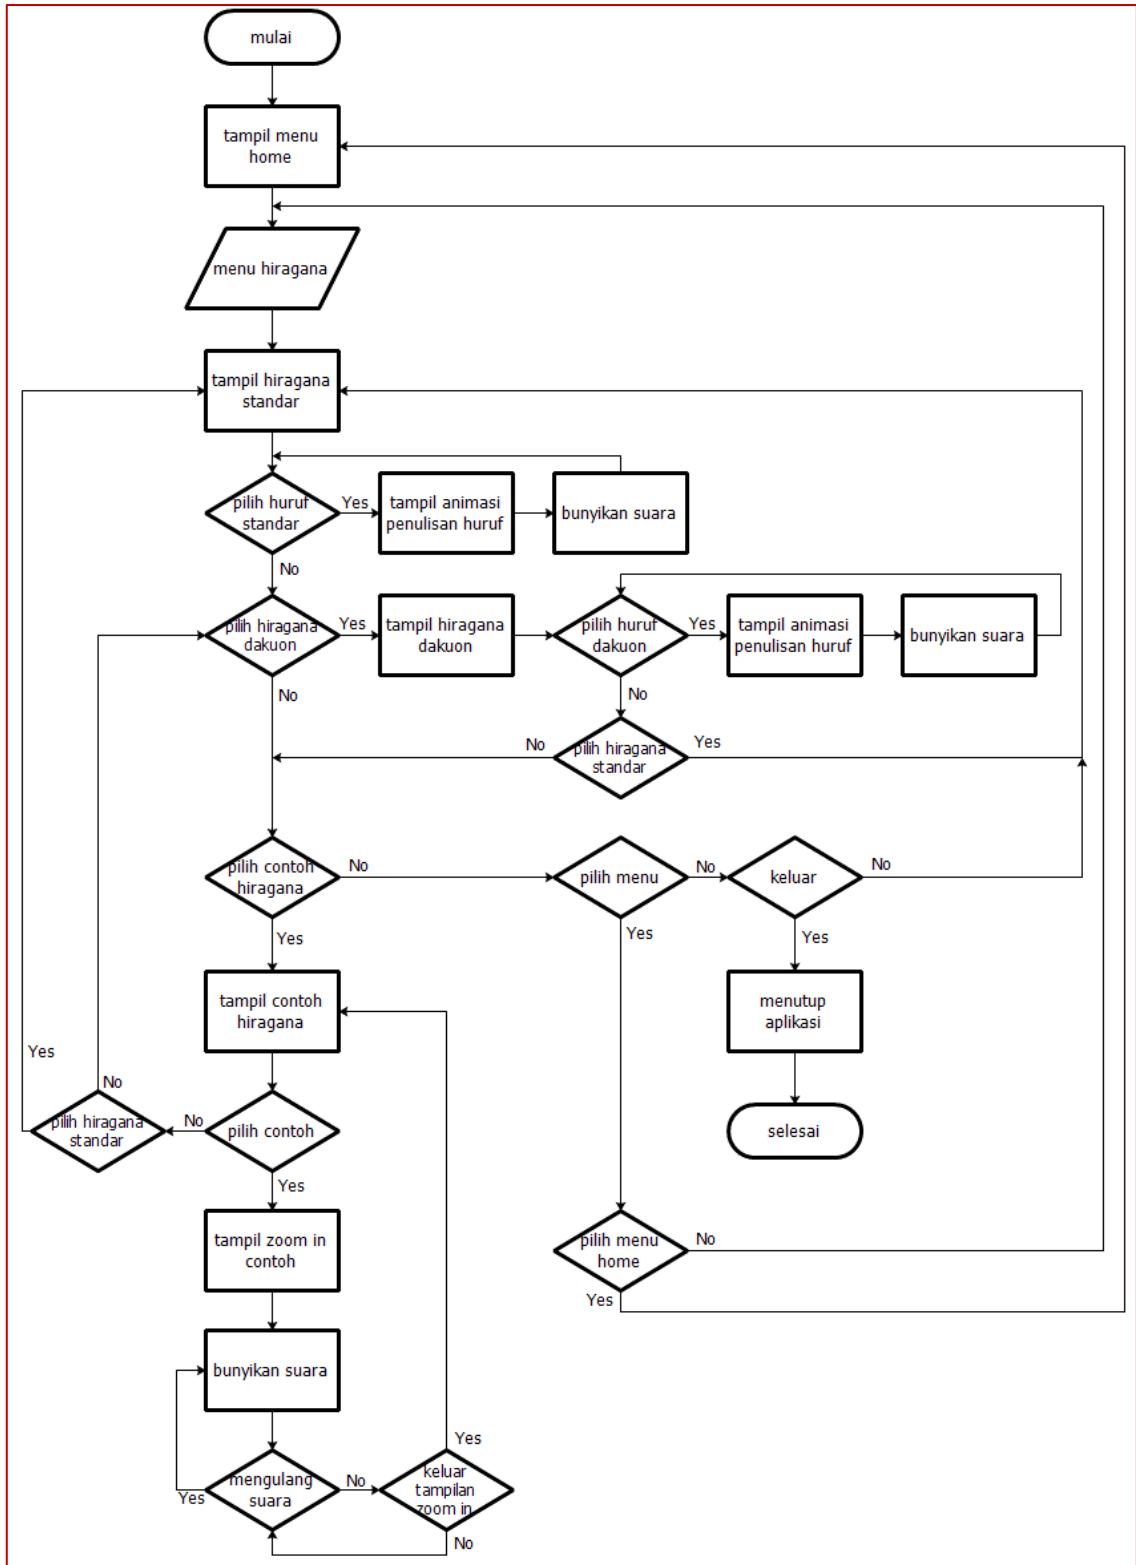 mulai
tampil menu
home
menu hiragana
tampil hiragana
standar
pilih huruf
standar
Yes
tampil animasi
penulisan huruf
bunyikan suara
No
pilih hiragana
dakuon
Yes
tampil hiragana
dakuon
pilih huruf
dakuon
Yes
tampil animasi
penulisan huruf
bunyikan suara
No
No
No
pilih hiragana
standar
Yes
pilih contoh
hiragana
No
pilih menu
No
keluar
No
Yes
Yes
Yes
tampil contoh
hiragana
menutup
aplikasi
Yes
No
pilih hiragana
standar
No
pilih contoh
selesai
Yes
tampil zoom in
contoh
pilih menu
home
No
Yes
bunyikan suara
Yes
mengulang
suara
Yes
No
keluar
tampilan
zoom in
No